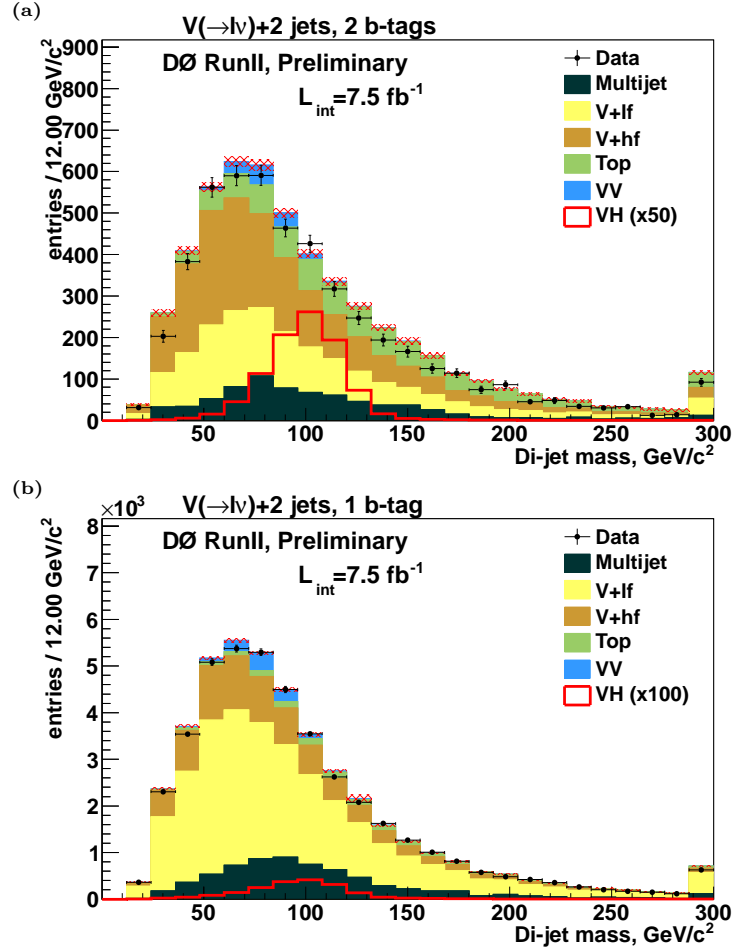 (a)
V(→lν)+2 jets, 2 b-tags
entries / 12.00 GeV/c²
900
800
700
600
500
400
300
200
100
0
DØ RunII, Preliminary
L int=7.5 fb⁻¹
Data
Multijet
V+lf
V+hf
Top
VV
VH (x50)
50 100 150 200 250 300
Di-jet mass, GeV/c²
(b)
V(→lν)+2 jets, 1 b-tag
×10³
entries / 12.00 GeV/c²
8
7
6
5
4
3
2
1
0
DØ RunII, Preliminary
L int=7.5 fb⁻¹
Data
Multijet
V+lf
V+hf
Top
VV
VH (x100)
50 100 150 200 250 300
Di-jet mass, GeV/c²